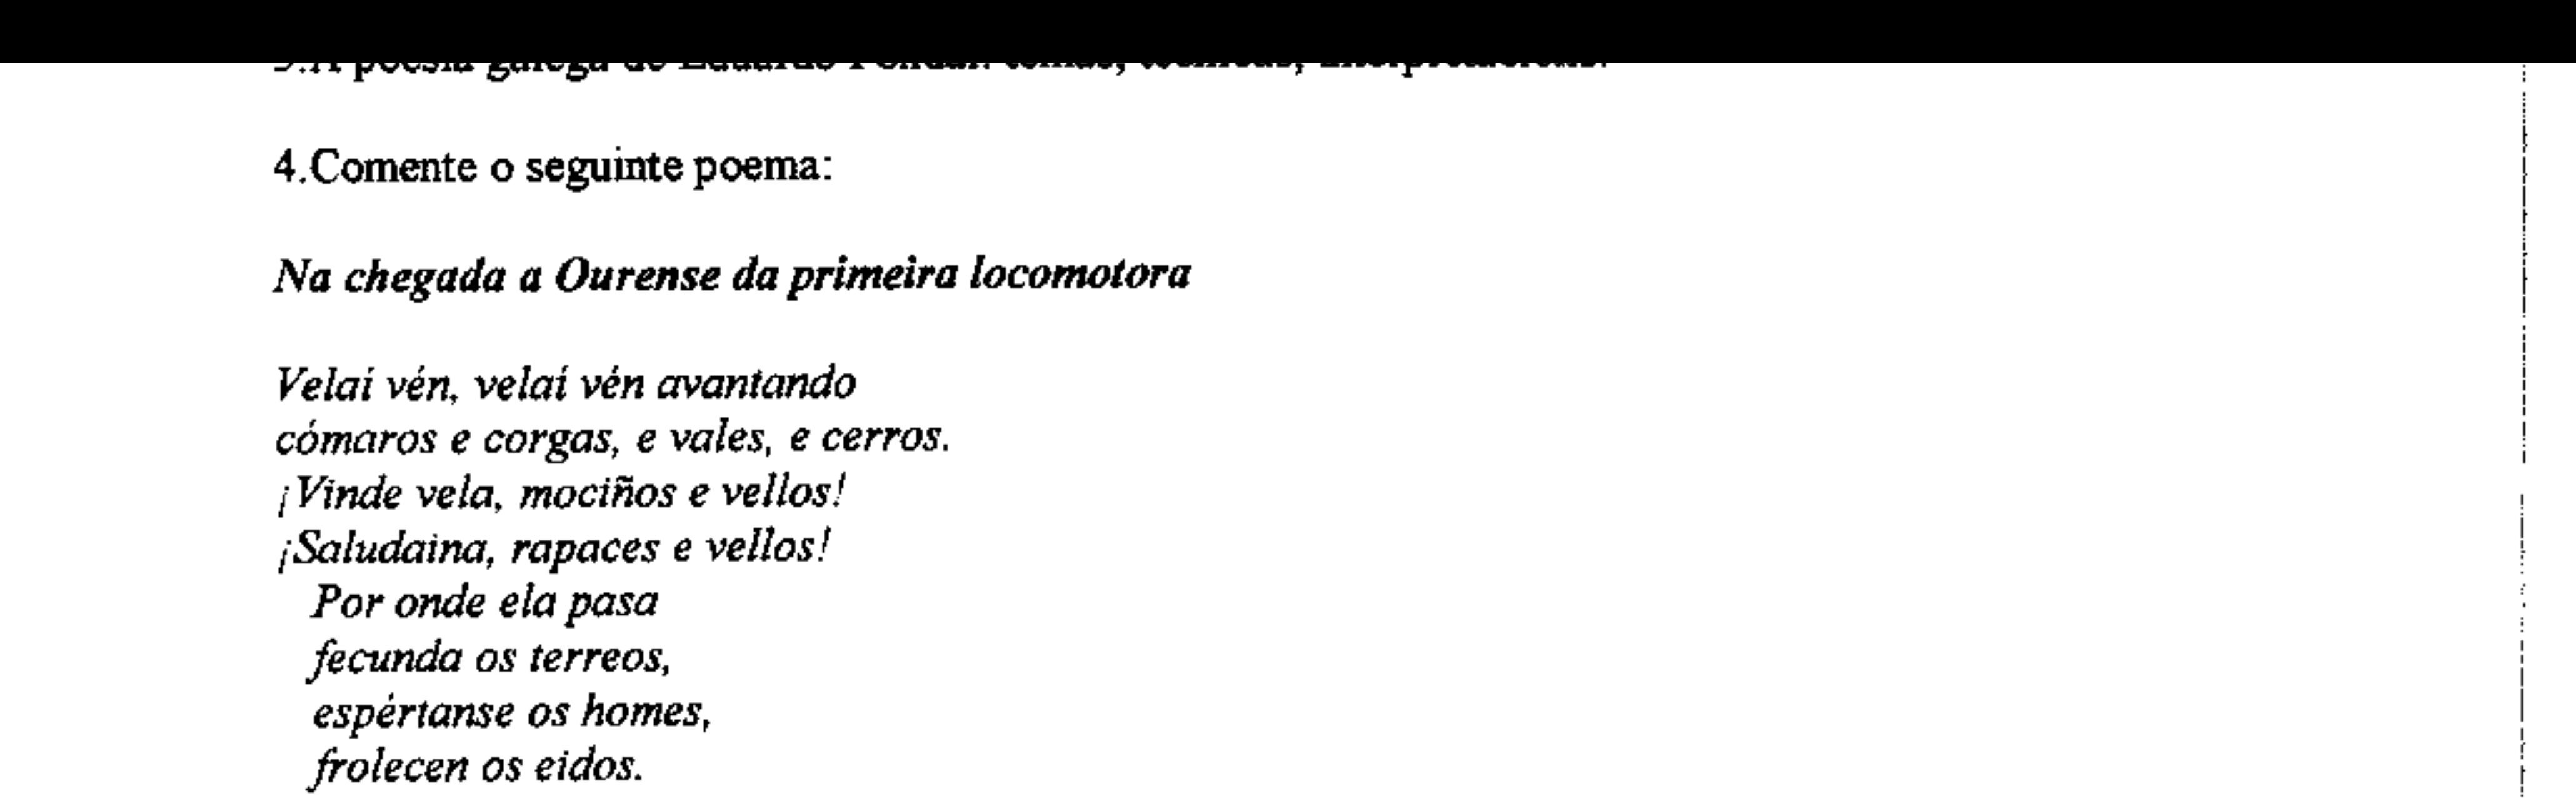 4.Comente o seguinte poema:
Na chegada a Ourense da primeira locomotora
Velaí vén, velaí vén avantando
cómaros e corgas, e vales, e cerros.
¡Vinde vela, mociños e vellos!
¡Saludaina, rapaces e vellos!
Por onde ela pasa
fecunda os terreos,
espértanse os homes,
frolecen os eidos.